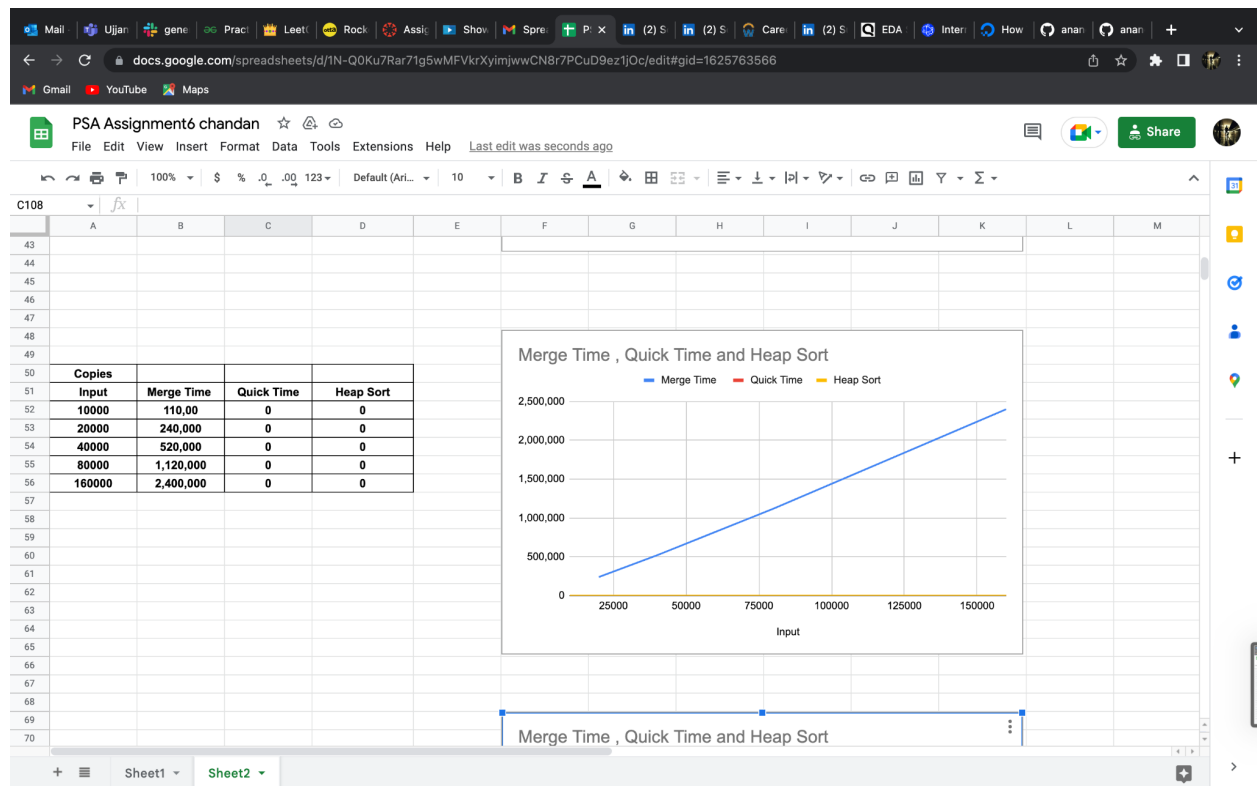 Mail Ujjan gene Pract LeetC Rock Assig Show Sprea P: (2) S (2) S Care (2) S EDA Intern How anan anan
docs.google.com/spreadsheets/d/1N-Q0Ku7Rar71g5wMFVkrXyimjwwCN8r7PCuD9ez1jOc/edit#gid=1625763566
Gmail YouTube Maps
PSA Assignment6 chandan
Share
File Edit View Insert Format Data Tools Extensions Help Last edit was seconds ago
100% $ % .0 .00 123 Default (Ari... 10 B I S A
C108 fx
A B C D E F G H I J K L M
43
44
45
46
47
48
49 Merge Time , Quick Time and Heap Sort
50 Copies
Merge Time Quick Time Heap Sort
51 Input Merge Time Quick Time Heap Sort
52 10000 110,00 0 0
53 20000 240,000 0 0
54 40000 520,000 0 0
55 80000 1,120,000 0 0
56 160000 2,400,000 0 0
57
58
59
60
61
62
63
64
65
66
67
68
69
70
2,500,000
2,000,000
1,500,000
1,000,000
500,000
0
25000 50000 75000 100000 125000 150000
Input
Merge Time , Quick Time and Heap Sort
Sheet1 Sheet2
31